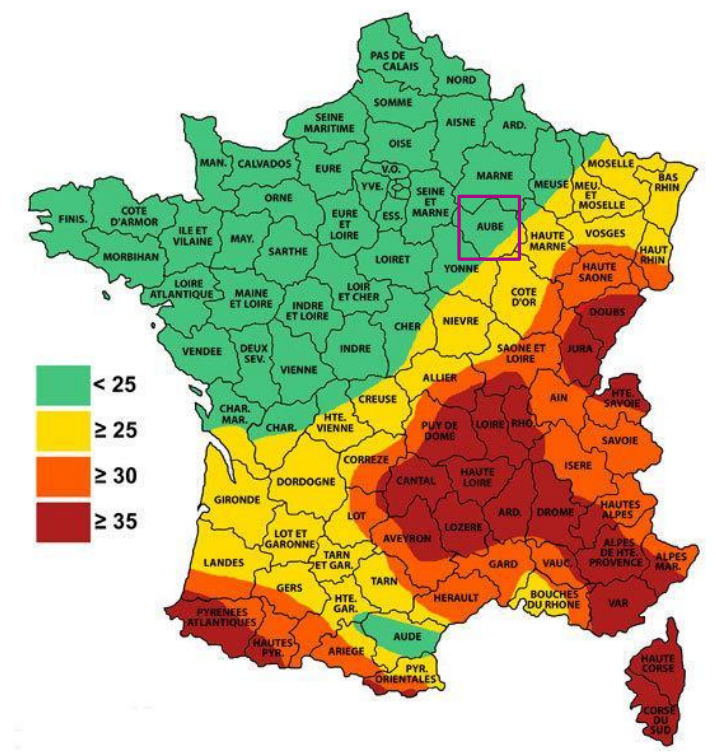 PAS DE
CALAIS
NORD
SOMME
SEINE
MARITIME
AISNE
ARD.
OISE
MAN.
CALVADOS
EURE
V.O.
MARNE
MOSELLE
YVE.
SEINE
ET
MARNE
MEUSE
MEU.
ET
MOSELLE
BAS
RHIN
ORNE
ESS.
FINIS.
COTE
D'ARMOR
ILE ET
VILAINE
MAY.
EURE
ET
LOIRE
AUBE
HAUTE
MARNE
VOSGES
MORBIHAN
SARTHE
LOIRET
YONNE
HAUT
RHIN
LOIRE
ATLANTIQUE
MAINE
ET LOIRE
INDRE
ET LOIRE
LOIR
ET CHER
COTE
D'OR
HAUTE
SAONE
DOUBS
CHER
NIEVRE
VENDEE
DEUX
SEV.
VIENNE
INDRE
SAONE ET
LOIRE
JURA
ALLIER
CHAR.
MAR.
CHAR.
HTE.
VIENNE
CREUSE
AIN
HTE.
SAVOIE
PUY DE
DOME
LOIRE
RHO.
SAVOIE
CORREZE
ISERE
DORDOGNE
CANTAL
HAUTE
LOIRE
GIRONDE
LOT
LOZERE
ARD.
DROME
HAUTES
ALPES
LOT ET
GARONNE
AVEYRON
ALPES
DE HTE.
PROVENCE
ALPES
MAR.
LANDES
TARN
ET GAR.
TARN
GARD
VAUC.
GERS
HTE.
GAR.
HERAULT
BOUCHES
DU RHONE
VAR
PYRENEES
ATLANTIQUES
HAUTES
PYR.
ARIEGE
AUDE
PYR.
ORIENTALES
HAUTE
CORSE
CORSE
DU
SUD
< 25
≥ 25
≥ 30
≥ 35